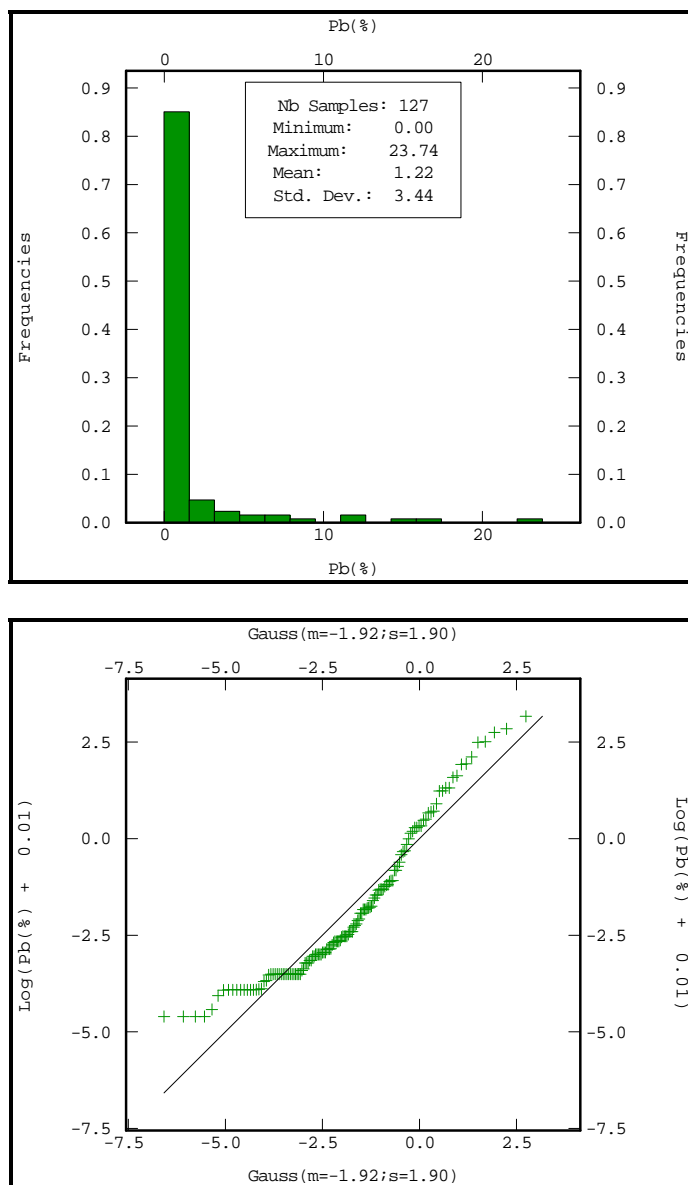 Pb(%)
0 10 20
0.9 0.9
0.8 0.8
0.7 0.7
0.6 0.6
0.5 0.5
0.4 0.4
0.3 0.3
0.2 0.2
0.1 0.1
0.0 0.0
Frequencies
Frequencies
Nb Samples: 127
Minimum: 0.00
Maximum: 23.74
Mean: 1.22
Std. Dev.: 3.44
0 10 20
Pb(%)
Gauss(m=-1.92;s=1.90)
-7.5 -5.0 -2.5 0.0 2.5
2.5 2.5
0.0 0.0
-2.5 -2.5
-5.0 -5.0
-7.5 -7.5
Log(Pb(%) + 0.01)
Log(Pb(%) + 0.01)
-7.5 -5.0 -2.5 0.0 2.5
Gauss(m=-1.92;s=1.90)